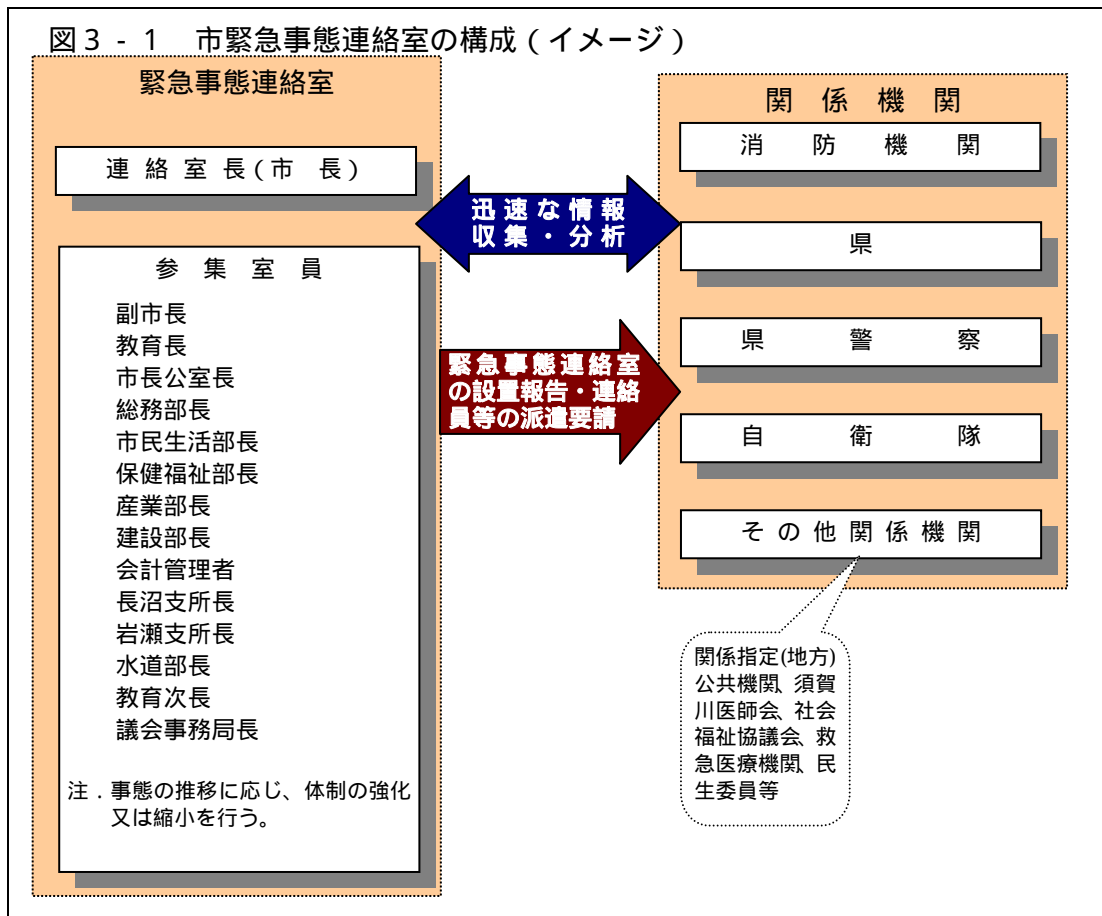 図３－１　市緊急事態連絡室の構成（イメージ）
緊急事態連絡室
連絡室長(市長)
参集室員
副市長
教育長
市長公室長
総務部長
市民生活部長
保健福祉部長
産業部長
建設部長
会計管理者
長沼支所長
岩瀬支所長
水道部長
教育次長
議会事務局長
注．事態の推移に応じ、体制の強化
又は縮小を行う。
迅速な情報
収集・分析
緊急事態連絡室
の設置報告・連絡
員等の派遣要請
関係機関
消防機関
県
県警察
自衛隊
その他関係機関
関係指定(地方)
公共機関、須賀
川医師会、社会
福祉協議会、救
急医療機関、民
生委員等